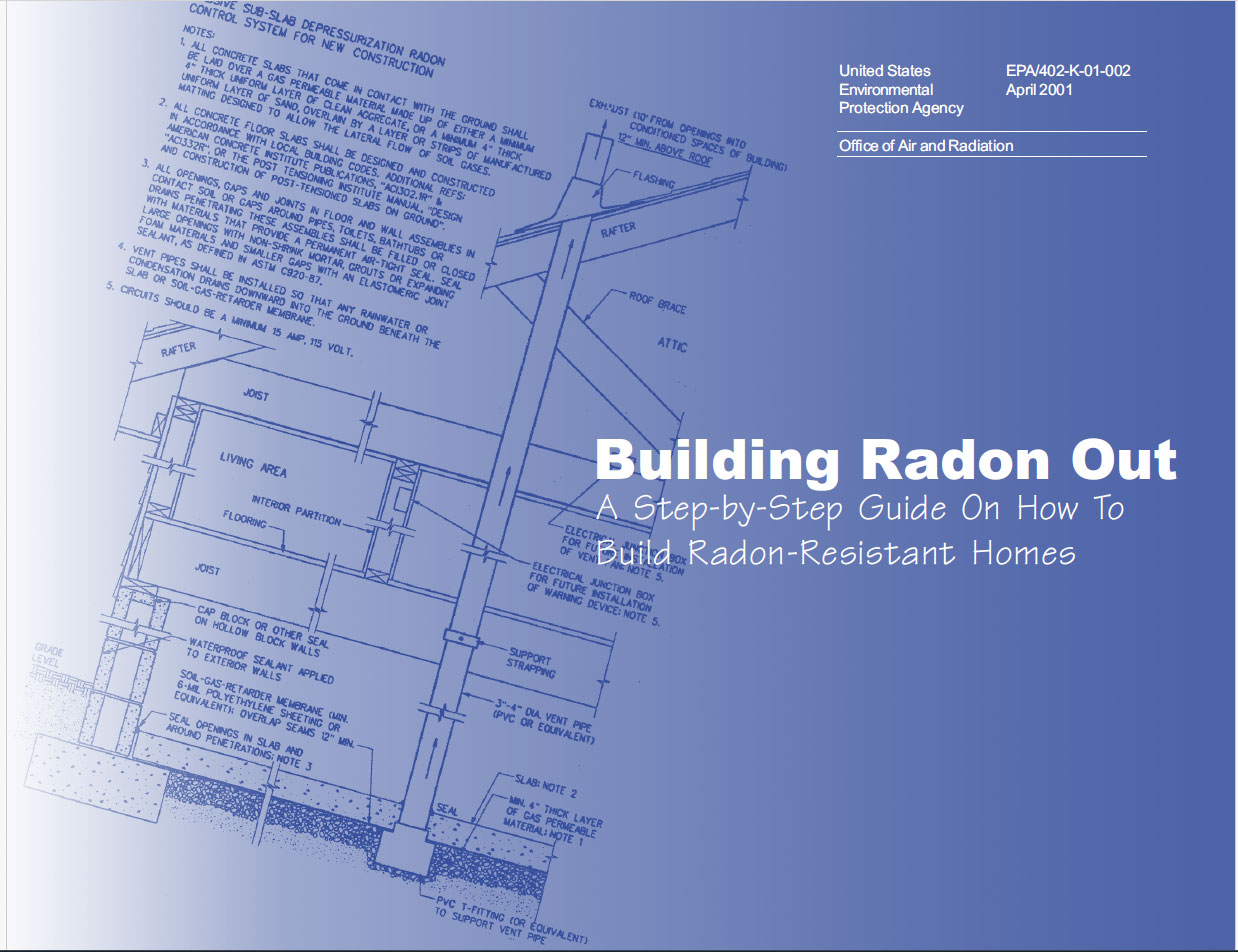 SUB-SLAB DEPRESSURIZATION RADON
CONTROL SYSTEM FOR NEW CONSTRUCTION
NOTES:
1. ALL CONCRETE SLABS THAT COME IN CONTACT WITH THE GROUND SHALL
BE LAID OVER A GAS PERMEABLE MATERIAL MADE UP OF EITHER A MINIMUM
4" THICK UNIFORM LAYER OF CLEAN AGGREGATE, OR A MINIMUM 4" THICK
UNIFORM LAYER OF SAND, OVERLAIN BY A LAYER OR STRIPS OF MANUFACTURED
MATTING DESIGNED TO ALLOW THE LATERAL FLOW OF SOIL GASES.
2. ALL CONCRETE FLOOR SLABS SHALL BE DESIGNED AND CONSTRUCTED
IN ACCORDANCE WITH LOCAL BUILDING CODES. ADDITIONAL REFS:
AMERICAN CONCRETE INSTITUTE PUBLICATIONS, "ACI302.1R" &
"ACI332R", OR THE POST TENSIONING INSTITUTE MANUAL, "DESIGN
AND CONSTRUCTION OF POST-TENSIONED SLABS ON GROUND".
3. ALL OPENINGS, GAPS AND JOINTS IN FLOOR AND WALL ASSEMBLIES IN
CONTACT SOIL OR GAPS AROUND PIPES, TOILETS, BATHTUBS OR
DRAINS PENETRATING THESE ASSEMBLIES SHALL BE FILLED OR CLOSED
WITH MATERIALS THAT PROVIDE A PERMANENT AIR-TIGHT SEAL. SEAL
LARGE OPENINGS WITH NON-SHRINK MORTAR, GROUTS OR EXPANDING
FOAM MATERIALS AND SMALLER GAPS WITH AN ELASTOMERIC JOINT
SEALANT, AS DEFINED IN ASTM C920-87.
4. VENT PIPES SHALL BE INSTALLED SO THAT ANY RAINWATER OR
CONDENSATION DRAINS DOWNWARD INTO THE GROUND BENEATH THE
SLAB OR SOIL-GAS-RETARDER MEMBRANE.
5. CIRCUITS SHOULD BE A MINIMUM 15 AMP, 115 VOLT.
United States
Environmental
Protection Agency
EPA/402-K-01-002
April 2001
Office of Air and Radiation
EXHAUST (10' FROM OPENINGS INTO
CONDITIONED SPACES OF BUILDING)
12" MIN. ABOVE ROOF
FLASHING
RAFTER
ROOF BRACE
ATTIC
RAFTER
JOIST
LIVING AREA
INTERIOR PARTITION
FLOORING
JOIST
Building Radon Out
A Step-by-Step Guide On How To
Build Radon-Resistant Homes
ELECTRICAL JUNCTION BOX
FOR FUTURE INSTALLATION
OF VENT NOTE 5.
ELECTRICAL JUNCTION BOX
FOR FUTURE INSTALLATION
OF WARNING DEVICE; NOTE 5.
CAP BLOCK OR OTHER SEAL
ON HOLLOW BLOCK WALLS
GRADE
LEVEL
WATERPROOF SEALANT APPLIED
TO EXTERIOR WALLS
SOIL-GAS-RETARDER MEMBRANE (MIN.
6-MIL POLYETHYLENE SHEETING OR
EQUIVALENT); OVERLAP SEAMS 12" MIN.
SEAL OPENINGS IN SLAB AND
AROUND PENETRATIONS; NOTE 3
SUPPORT
STRAPPING
3"-4" DIA. VENT PIPE
(PVC OR EQUIVALENT)
SLAB; NOTE 2
SEAL
MIN. 4" THICK LAYER
OF GAS PERMEABLE
MATERIAL; NOTE 1
PVC T-FITTING (OR EQUIVALENT)
TO SUPPORT VENT PIPE